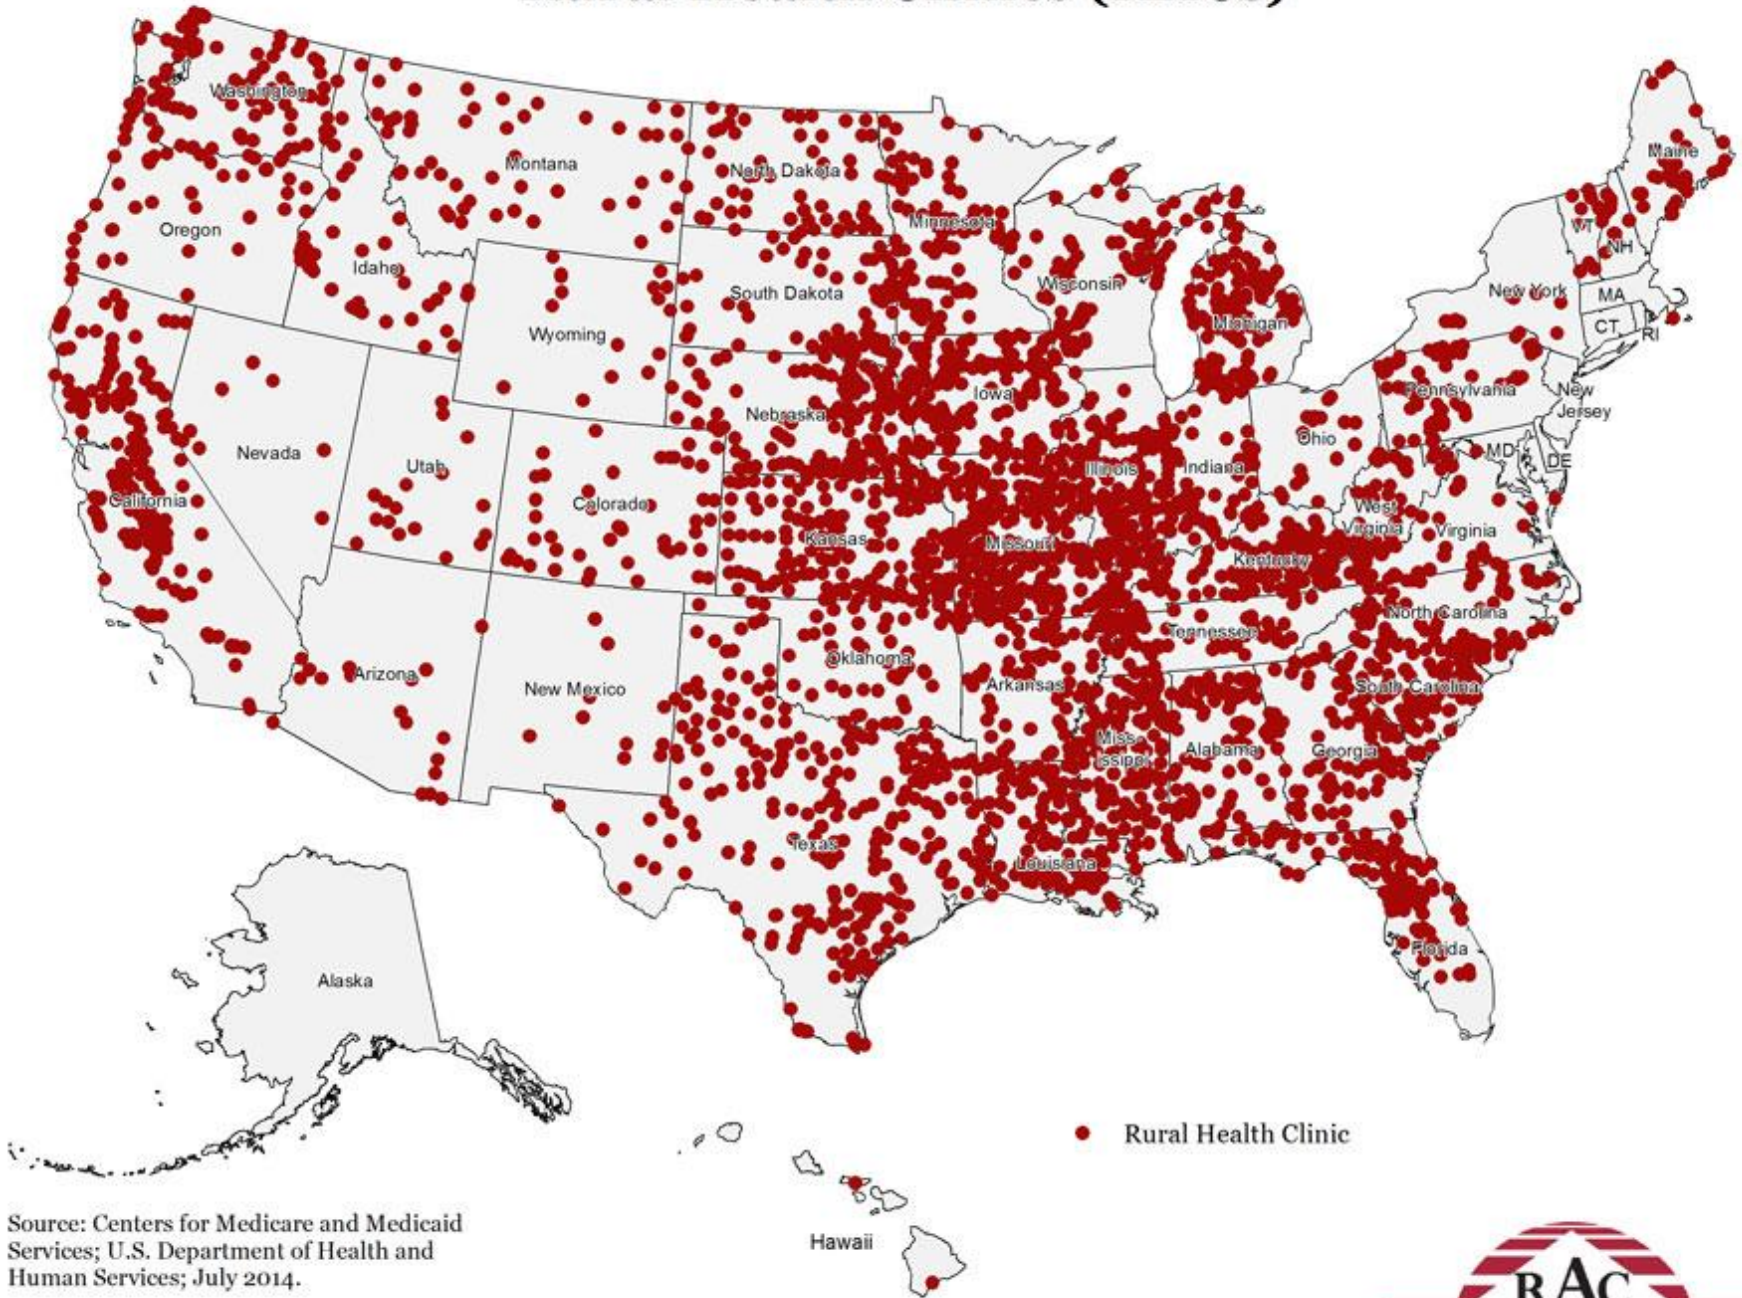 Washington
Montana
North Dakota
Minnesota
Maine
Oregon
Idaho
VT
NH
Wisconsin
South Dakota
New York
MA
Michigan
CT
RI
Wyoming
Iowa
Pennsylvania
New
Jersey
Nebraska
Ohio
Nevada
Utah
Illinois
Indiana
MD
DE
California
Colorado
West
Virginia
Virginia
Kansas
Missouri
Kentucky
North Carolina
Tennessee
Oklahoma
Arizona
New Mexico
Arkansas
South Carolina
Miss-
issippi
Alabama
Georgia
Texas
Louisiana
Florida
Alaska
Rural Health Clinic
Source: Centers for Medicare and Medicaid
Services; U.S. Department of Health and
Human Services; July 2014.
Hawaii
RAC